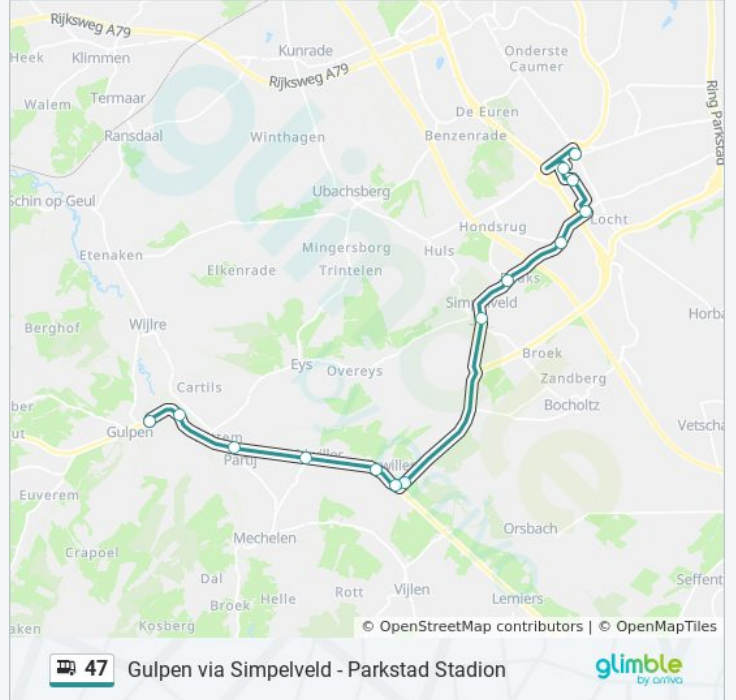 Rijksweg A79
Kunrade
Onderste
Caumer
Heek
Klimmen
Rijksweg A79
Termaar
Walem
De Euren
Ring Parkstad
Ransdaal
Winthagen
Benzenrade
Ubachsberg
Schin op Geul
Locht
Hondsrug
Etenaken
Mingersborg
Huls
Elkenrade
Trintelen
Simpelveld
Berghof
Wijlre
Broek
Eys
Overeys
Zandberg
Cartils
Bocholtz
Gulpen
Partij
Euverem
Orsbach
Mechelen
Crapoel
Dal
Broek
Helle
Rott
Vijlen
Lemiers
Seffent
Kosberg
© OpenStreetMap contributors | © OpenMapTiles
47 Gulpen via Simpelveld - Parkstad Stadion
glimble
by arriva